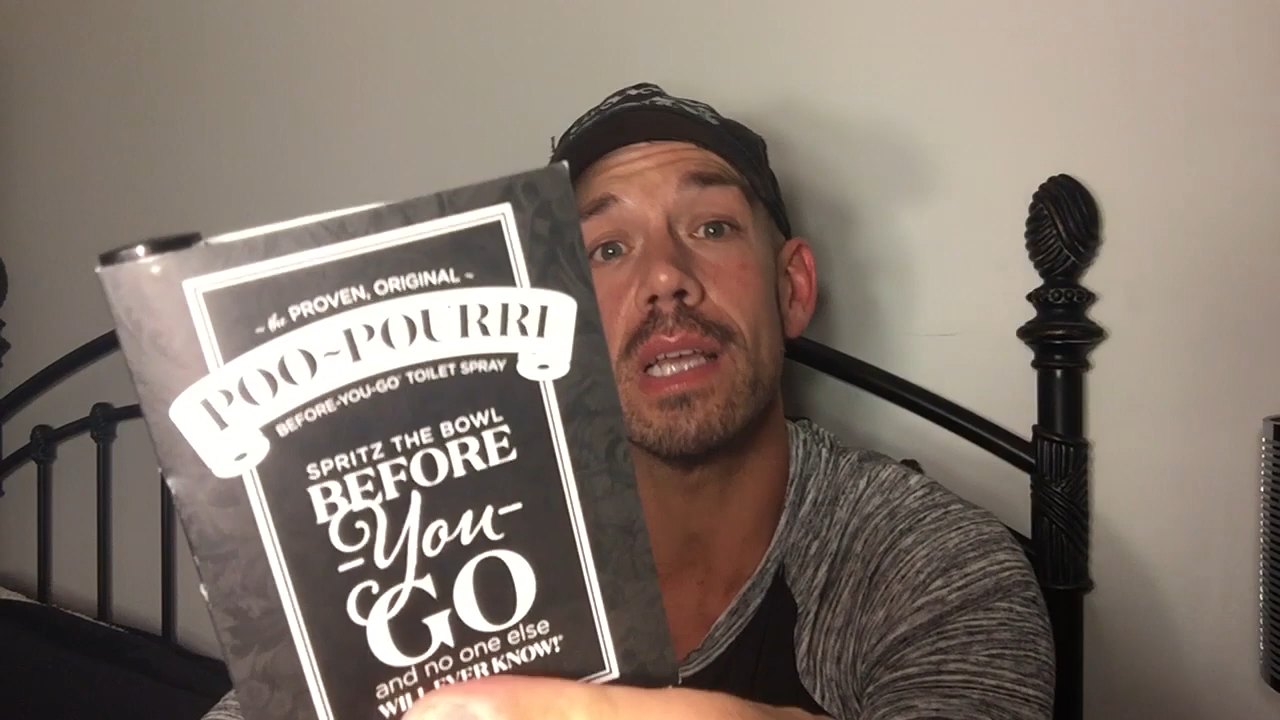 ~the PROVEN, ORIGINAL~
POO~POURRI
BEFORE-YOU-GO® TOILET SPRAY
SPRITZ THE BOWL
BEFORE
-You-
GO
and no one else
WILL EVER KNOW!®